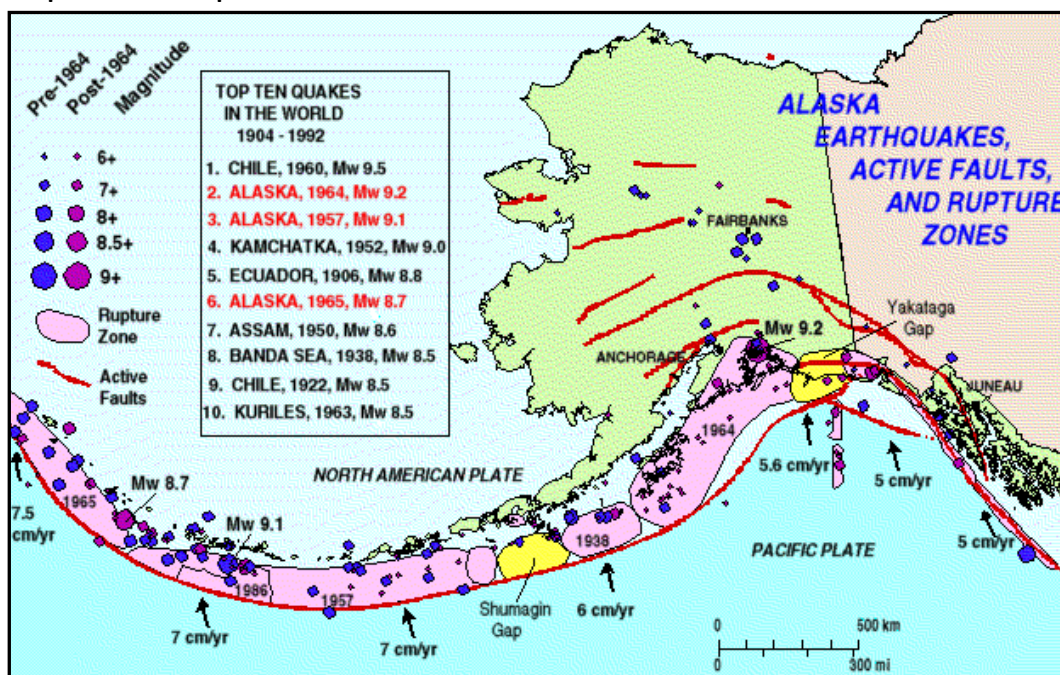 Pre-1964
Post-1964
Magnitude
6+
7+
8+
8.5+
9+
Rupture
Zone
Active
Faults
TOP TEN QUAKES
IN THE WORLD
1904 - 1992
1. CHILE, 1960, Mw 9.5
2. ALASKA, 1964, Mw 9.2
3. ALASKA, 1957, Mw 9.1
4. KAMCHATKA, 1952, Mw 9.0
5. ECUADOR, 1906, Mw 8.8
6. ALASKA, 1965, Mw 8.7
7. ASSAM, 1950, Mw 8.6
8. BANDA SEA, 1938, Mw 8.5
9. CHILE, 1922, Mw 8.5
10. KURILES, 1963, Mw 8.5
ALASKA
EARTHQUAKES,
ACTIVE FAULTS,
AND RUPTURE
ZONES
FAIRBANKS
Yakataga
Gap
Mw 9.2
ANCHORAGE
JUNEAU
1964
NORTH AMERICAN PLATE
5.6 cm/yr
5 cm/yr
1965
Mw 8.7
7.5
cm/yr
Mw 9.1
1938
PACIFIC PLATE
5 cm/yr
1986
1957
Shumagin
Gap
6 cm/yr
7 cm/yr
7 cm/yr
0 500 km
0 300 mi